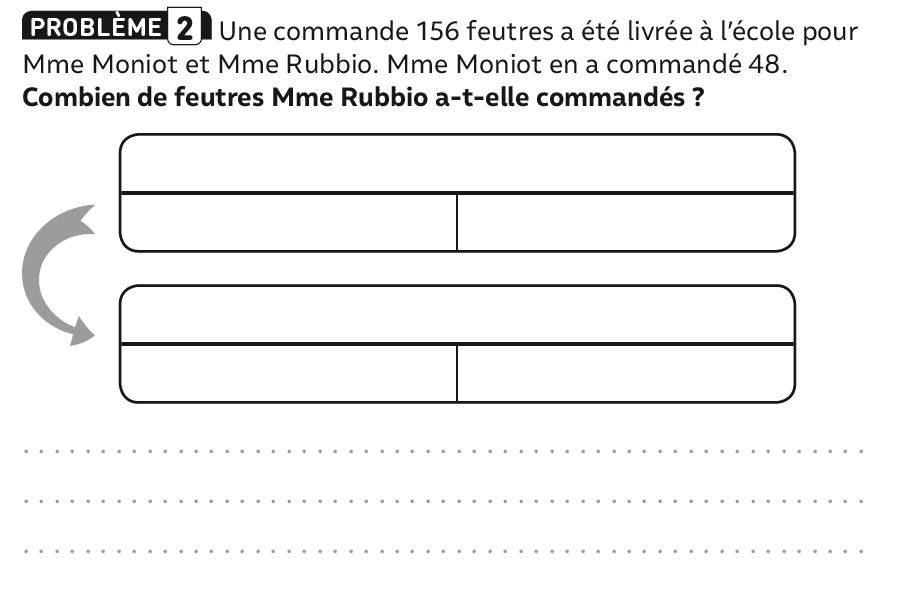 PROBLÈME 2 Une commande 156 feutres a été livrée à l'école pour
Mme Moniot et Mme Rubbio. Mme Moniot en a commandé 48.
Combien de feutres Mme Rubbio a-t-elle commandés ?